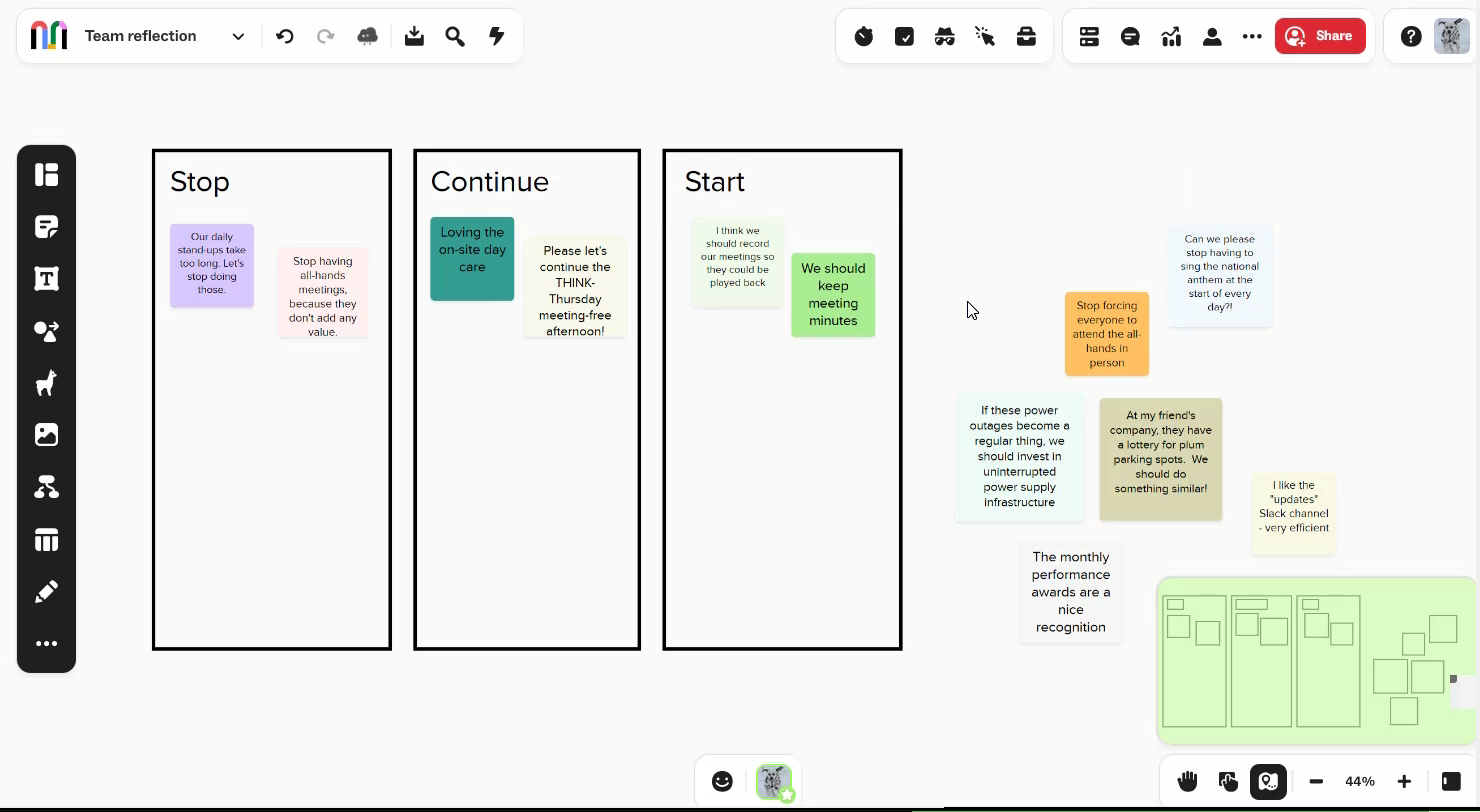 Team reflection
Share
Stop
Our daily
stand-ups take
too long. Let's
stop doing
those.
Stop having
all-hands
meetings,
because they
don't add any
value.
Continue
Loving the
on-site day
care
Please let's
continue the
THINK-
Thursday
meeting-free
afternoon!
Start
I think we
should record
our meetings so
they could be
played back
We should
keep
meeting
minutes
Can we please
stop having to
sing the national
anthem at the
start of every
day?!
Stop forcing
everyone to
attend the all-
hands in
person
If these power
outages become a
regular thing, we
should invest in
uninterrupted
power supply
infrastructure
At my friend's
company, they have
a lottery for plum
parking spots. We
should do
something similar!
I like the
"updates"
Slack channel
- very efficient
The monthly
performance
awards are a
nice
recognition
44%